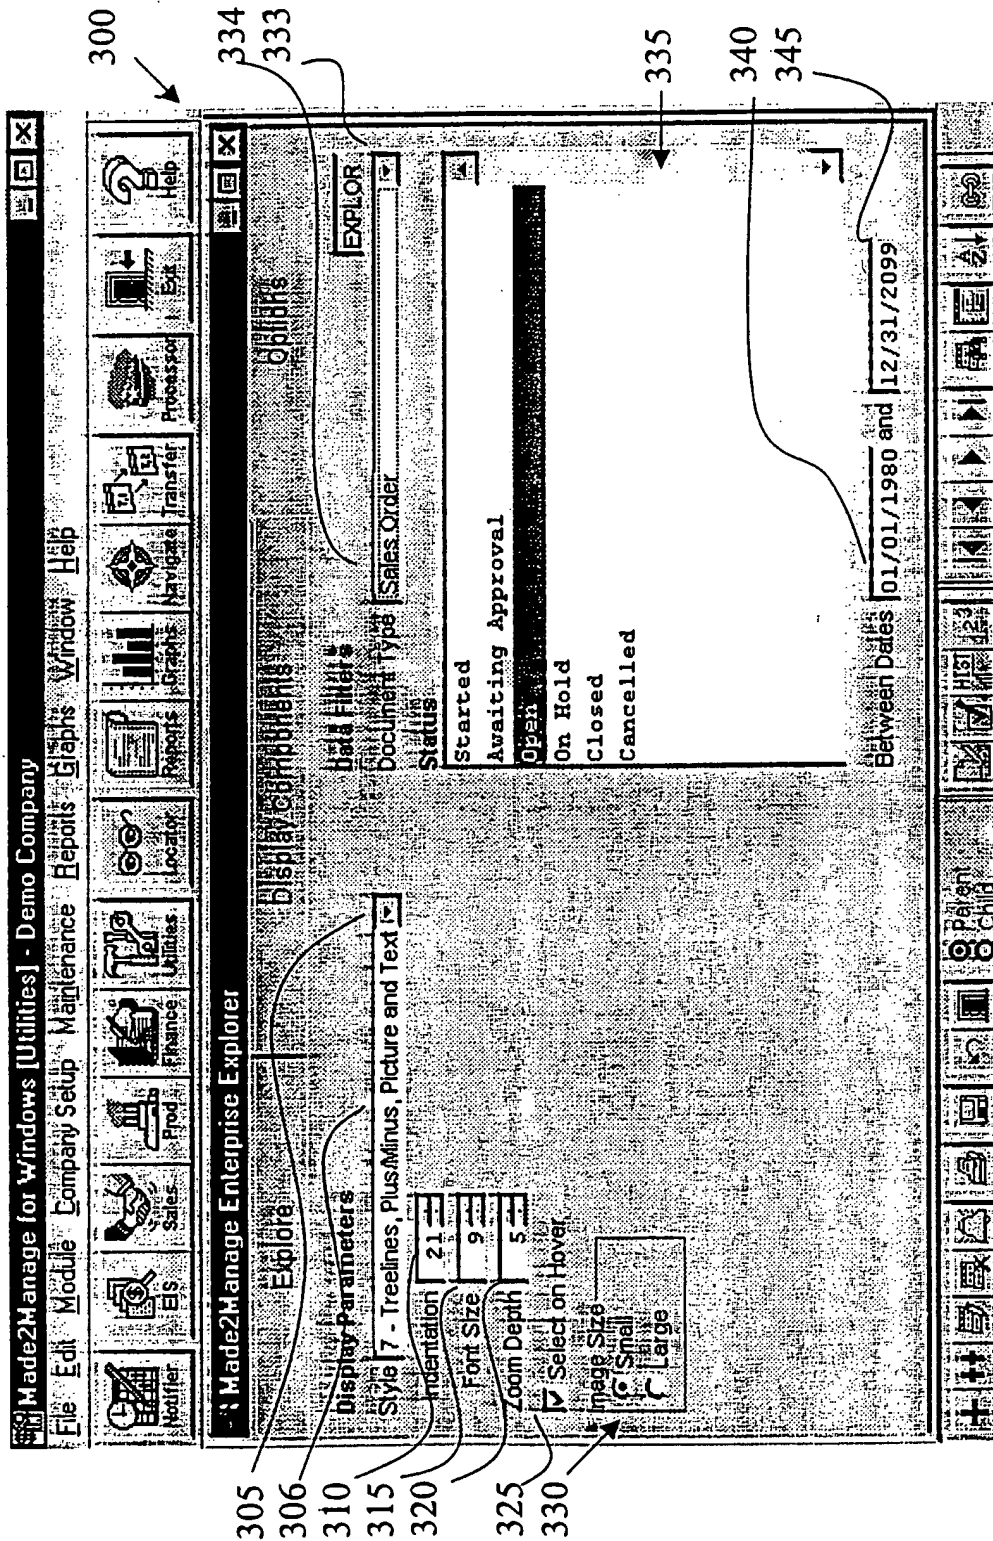 Made2Manage for Windows [Utilities] - Demo Company
File Edit Module Company Setup Maintenance Reports Graphs Window Help
Notifier EIS Sales Prod Finance Utilities Locator Reports Graphs Navigate Transfer Processor Exit Help
Made2Manage Enterprise Explorer
Explorer Display Components Options
Display Parameters
Style 7 - Treelines, Plus/Minus, Picture and Text
Indentation 21
Font Size 9
Zoom Depth 5
Select on Hover
Image Size
Small
Large
Data Filters
EXPLOR
Document Type Sales Order
Status
Started
Awaiting Approval
Open
On Hold
Closed
Cancelled
Between Dates 01/01/1980 and 12/31/2099
Parent
Child
HIST 123
A Z
300
334
333
335
340
345
305
306
310
315
320
325
330